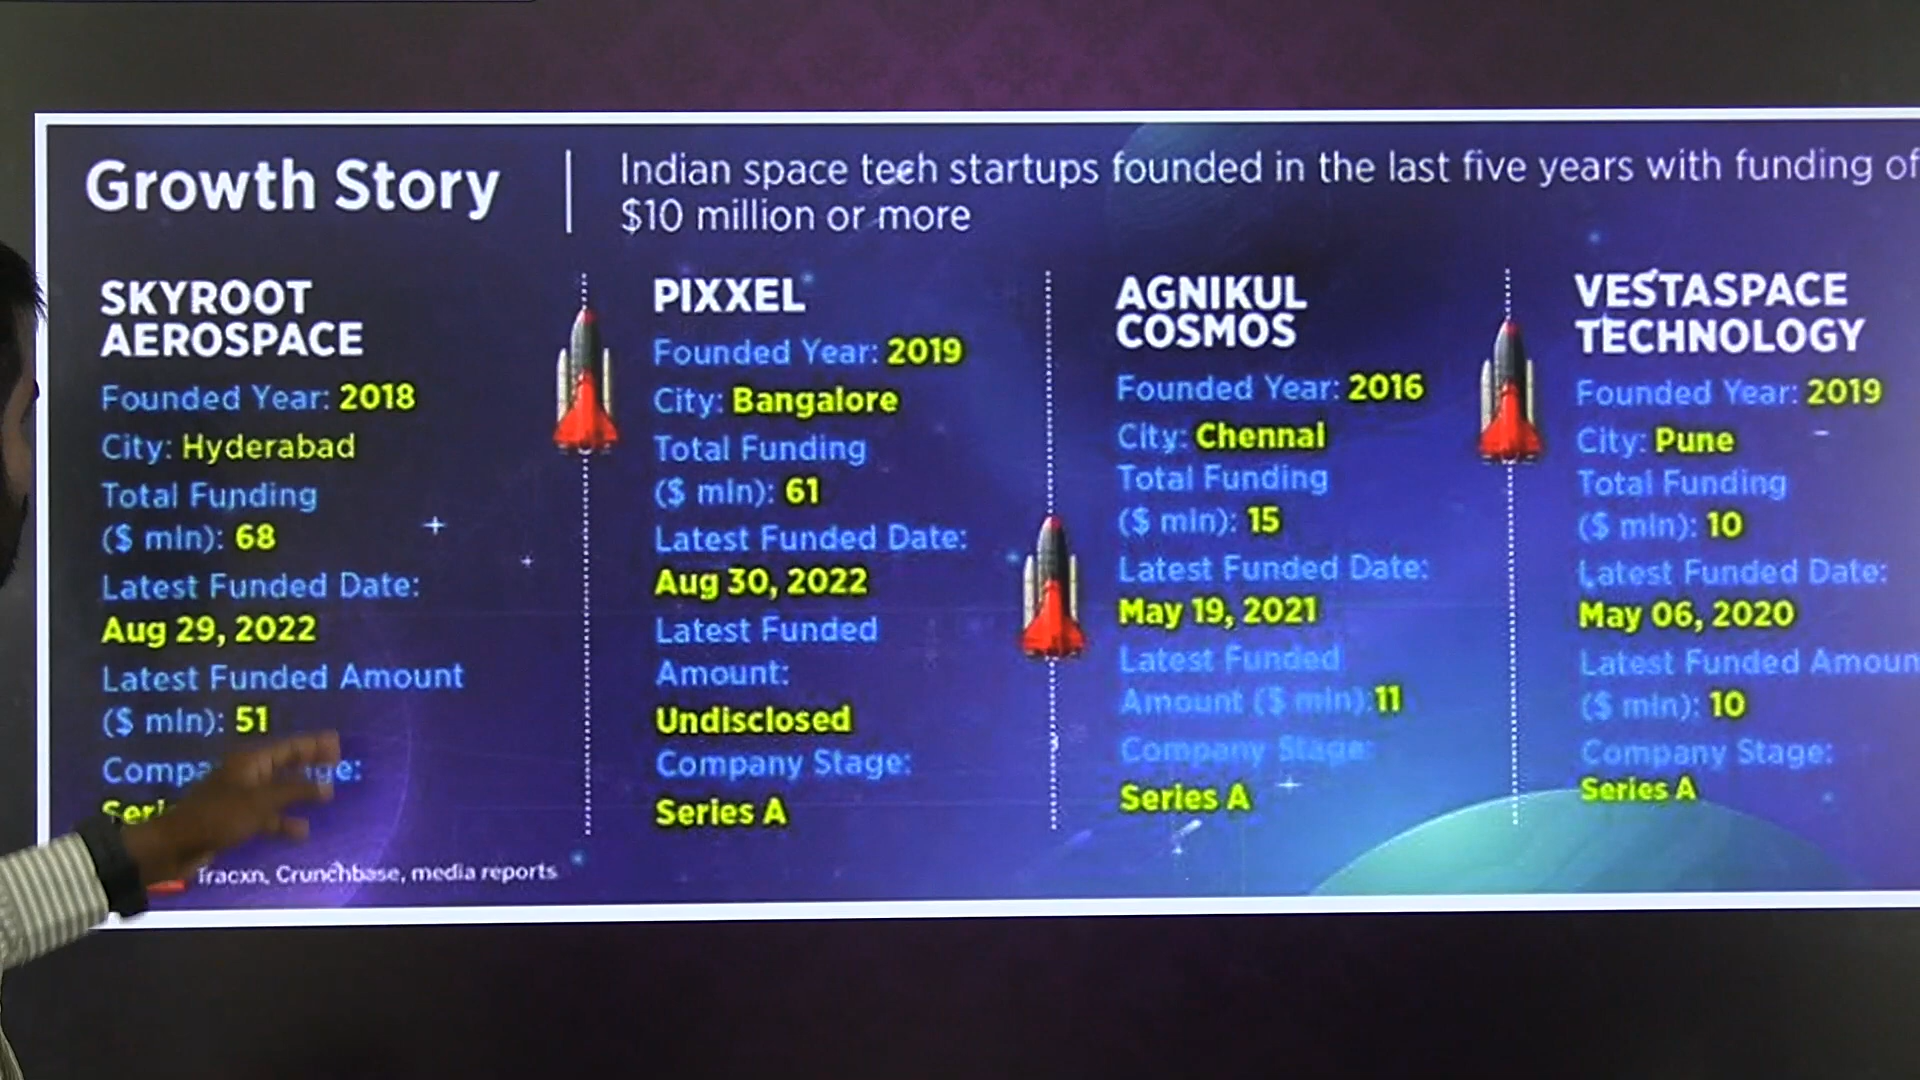 Growth Story
Indian space tech startups founded in the last five years with funding of
$10 million or more
SKYROOT
AEROSPACE
Founded Year: 2018
City: Hyderabad
Total Funding
($ mln): 68
Latest Funded Date:
Aug 29, 2022
Latest Funded Amount
($ mln): 51
Tracxn, Crunchbase, media reports
PIXXEL
Founded Year: 2019
City: Bangalore
Total Funding
($ mln): 61
Latest Funded Date:
Aug 30, 2022
Latest Funded
Amount:
Undisclosed
Company Stage:
Series A
AGNIKUL
COSMOS
Founded Year: 2016
City: Chennai
Total Funding
($ mln): 15
Latest Funded Date:
May 19, 2021
Latest Funded
Amount ($ mln): 11
Company Stage:
Series A
VESTASPACE
TECHNOLOGY
Founded Year: 2019
City: Pune
Total Funding
($ mln): 10
Latest Funded Date:
May 06, 2020
Latest Funded Amoun
($ mln): 10
Company Stage:
Series A